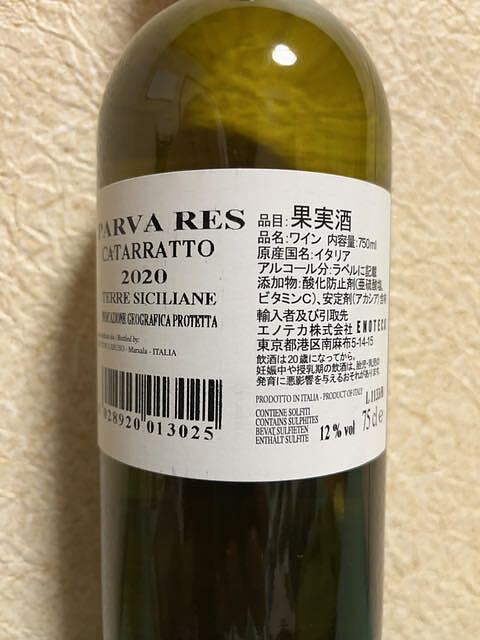 PARVA RES
CATARRATTO
2020
TERRE SICILIANE
GEOGRAFICA PROTETTA
Bottled by:
Marsala - ITALIA
028920 013025
品目:果実酒
品名:ワイン 内容量:750ml
原産国名:イタリア
アルコール分:ラベルに記載
添加物:酸化防止剤(亜硫酸塩、
ビタミンC)、安定剤(アカシア)含有
輸入者及び引取先
エノテカ株式会社 ENOTECA
東京都港区南麻布5-14-15
飲酒は20歳になってから。
妊娠中や授乳期の飲酒は、胎児・乳児の
発育に悪影響を与えるおそれがあります。
PRODOTTO IN ITALIA - PRODUCT OF ITALY
CONTIENE SOLFITI
CONTAINS SULPHITES
BEVAT SULFIETEN
ENTHÄLT SULFITE
12 % vol
75 cl e